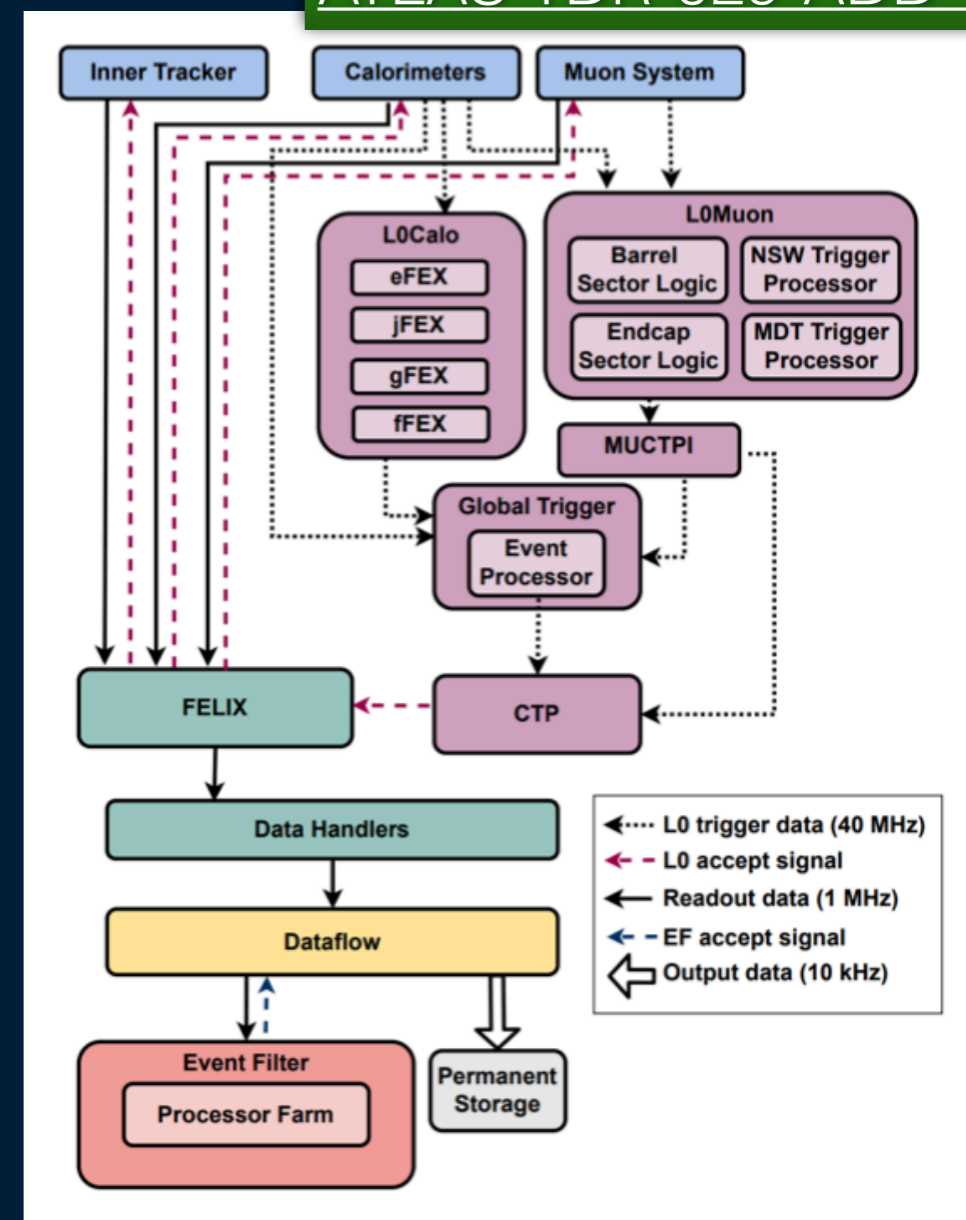 Inner Tracker
Calorimeters
Muon System
L0Calo
eFEX
jFEX
gFEX
fFEX
L0Muon
Barrel
Sector Logic
NSW Trigger
Processor
Endcap
Sector Logic
MDT Trigger
Processor
MUCTPI
Global Trigger
Event
Processor
FELIX
CTP
Data Handlers
Dataflow
Event Filter
Processor Farm
Permanent
Storage
L0 trigger data (40 MHz)
L0 accept signal
Readout data (1 MHz)
EF accept signal
Output data (10 kHz)